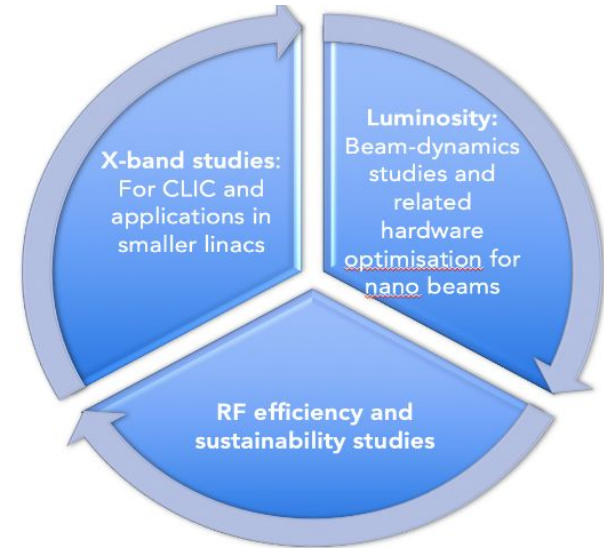 X-band studies:
For CLIC and
applications in
smaller linacs
Luminosity:
Beam-dynamics
studies and
related
hardware
optimisation for
nano beams
RF efficiency and
sustainability studies